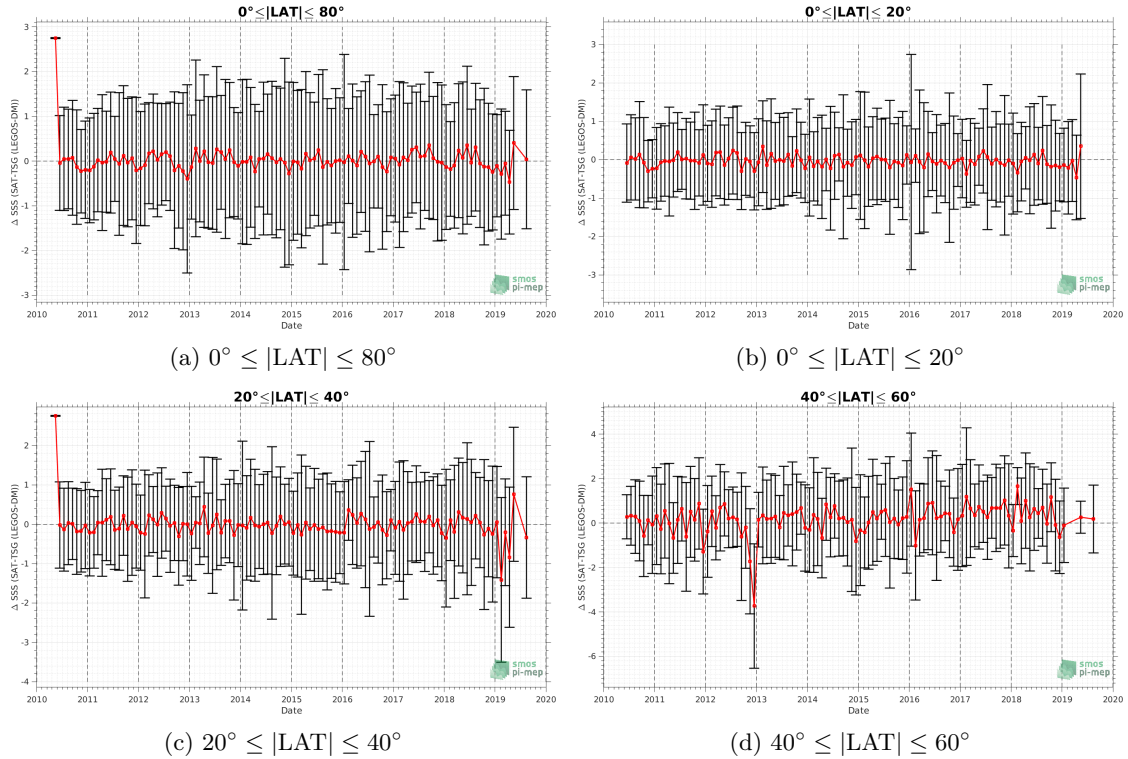 0°≤|LAT|≤ 80°
Δ SSS (SAT-TSG (LEGOS-DM))
3
2
1
0
-1
-2
-3
2010 2011 2012 2013 2014 2015 2016 2017 2018 2019 2020
Date
smos
pi-mep
(a) 0° ≤ |LAT| ≤ 80°
0°≤|LAT|≤ 20°
Δ SSS (SAT-TSG (LEGOS-DM))
3
2
1
0
-1
-2
-3
2010 2011 2012 2013 2014 2015 2016 2017 2018 2019 2020
Date
smos
pi-mep
(b) 0° ≤ |LAT| ≤ 20°
20°≤|LAT|≤ 40°
Δ SSS (SAT-TSG (LEGOS-DM))
2
1
0
-1
-2
-3
-4
2010 2011 2012 2013 2014 2015 2016 2017 2018 2019 2020
Date
smos
pi-mep
(c) 20° ≤ |LAT| ≤ 40°
40°≤|LAT|≤ 60°
Δ SSS (SAT-TSG (LEGOS-DM))
4
2
0
-2
-4
-6
2010 2011 2012 2013 2014 2015 2016 2017 2018 2019 2020
Date
smos
pi-mep
(d) 40° ≤ |LAT| ≤ 60°